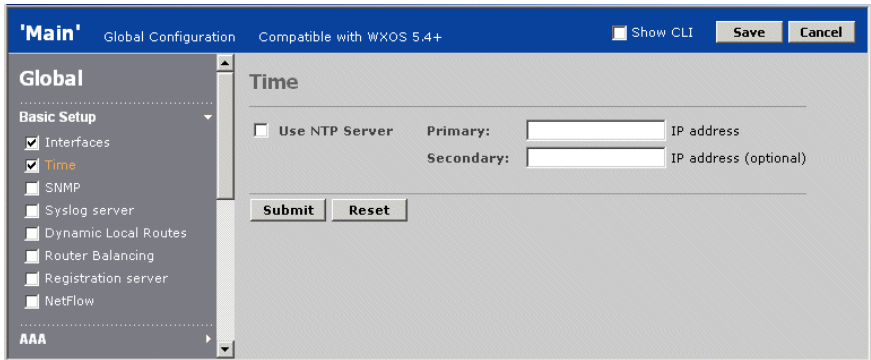 'Main' Global Configuration Compatible with WXOS 5.4+ Show CLI Save Cancel
Global
Basic Setup
Interfaces
Time
SNMP
Syslog server
Dynamic Local Routes
Router Balancing
Registration server
NetFlow
AAA
Time
Use NTP Server Primary: IP address
Secondary: IP address (optional)
Submit Reset